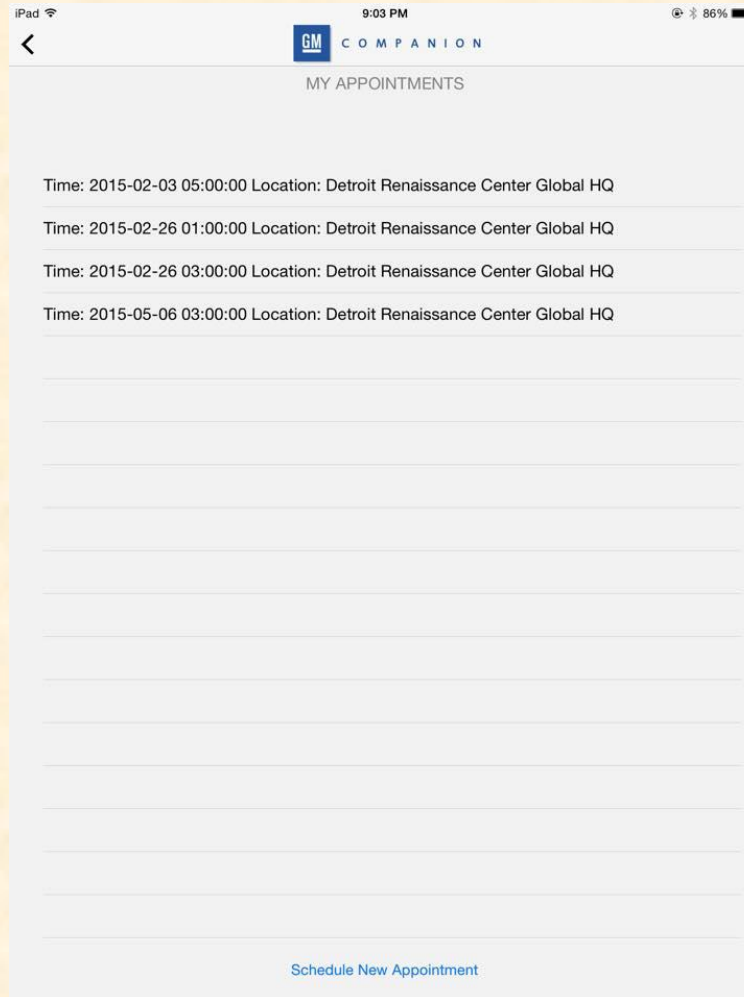 iPad 9:03 PM 86%
GM COMPANION
MY APPOINTMENTS
Time: 2015-02-03 05:00:00 Location: Detroit Renaissance Center Global HQ
Time: 2015-02-26 01:00:00 Location: Detroit Renaissance Center Global HQ
Time: 2015-02-26 03:00:00 Location: Detroit Renaissance Center Global HQ
Time: 2015-05-06 03:00:00 Location: Detroit Renaissance Center Global HQ
Schedule New Appointment